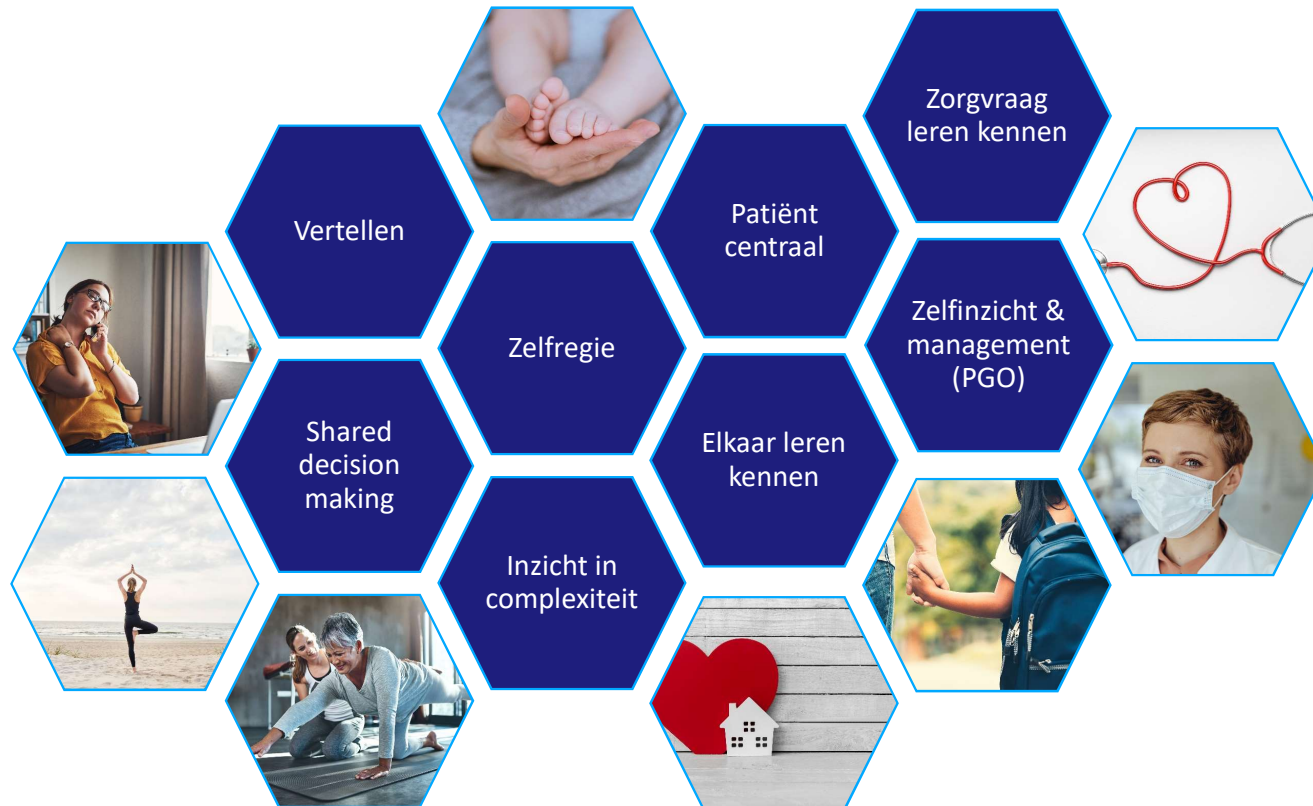 Zorgvraag
leren kennen
Vertellen
Patiënt
centraal
Zelfregie
Zelfinzicht &
management
(PGO)
Shared
decision
making
Elkaar leren
kennen
Inzicht in
complexiteit